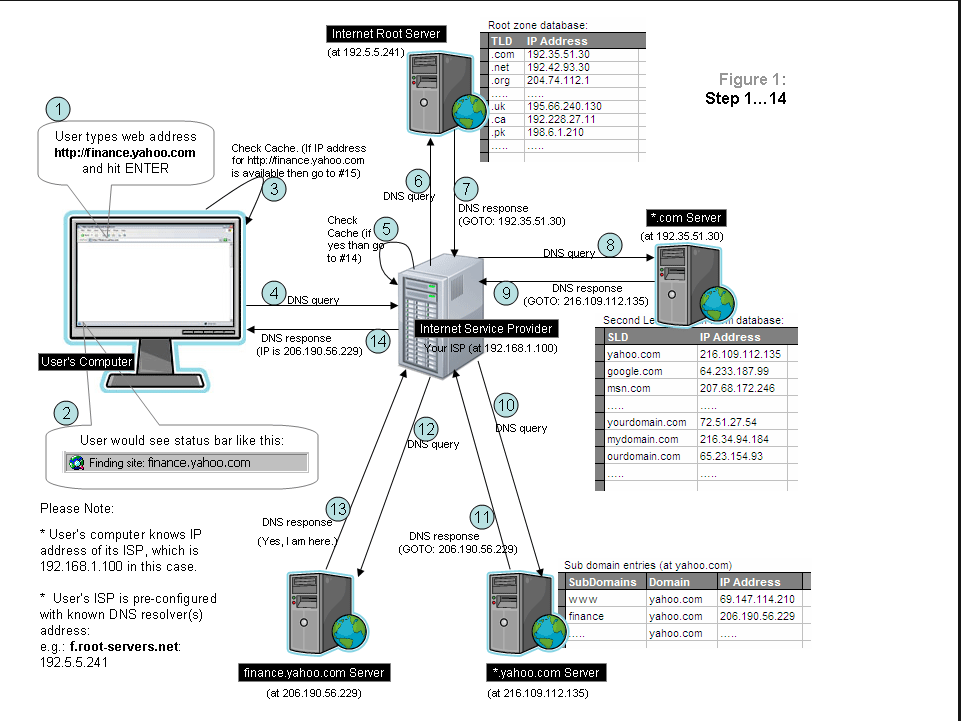 Internet Root Server
(at 192.5.5.241)
Root zone database:
TLD IP Address
.com 192.35.51.30
.net 192.42.93.30
.org 204.74.112.1
..... .....
.uk 195.66.240.130
.ca 192.228.27.11
.pk 198.6.1.210
..... .....
Figure 1:
Step 1...14
1
User types web address
http://finance.yahoo.com
and hit ENTER
Check Cache. (If IP address
for http://finance.yahoo.com
is available then go to #15)
3
6
DNS query
7
DNS response
(GOTO: 192.35.51.30)
Check
Cache (if
yes than go
to #14)
5
*.com Server
(at 192.35.51.30)
8
DNS query
9
DNS response
(GOTO: 216.109.112.135)
4
DNS query
DNS response
(IP is 206.190.56.229)
14
Internet Service Provider
Your ISP (at 192.168.1.100)
Second Le database:
SLD IP Address
yahoo.com 216.109.112.135
google.com 64.233.187.99
msn.com 207.68.172.246
..... .....
yourdomain.com 72.51.27.54
mydomain.com 216.34.94.184
ourdomain.com 65.23.154.93
..... .....
User's Computer
2
User would see status bar like this:
Finding site: finance.yahoo.com
10
DNS query
12
DNS query
13
DNS response
(Yes, I am here.)
11
DNS response
(GOTO: 206.190.56.229)
Please Note:
* User's computer knows IP
address of its ISP, which is
192.168.1.100 in this case.
* User's ISP is pre-configured
with known DNS resolver(s)
address:
e.g.: f.root-servers.net:
192.5.5.241
Sub domain entries (at yahoo.com)
SubDomains Domain IP Address
www yahoo.com 69.147.114.210
finance yahoo.com 206.190.56.229
..... yahoo.com .....
finance.yahoo.com Server
(at 206.190.56.229)
*.yahoo.com Server
(at 216.109.112.135)